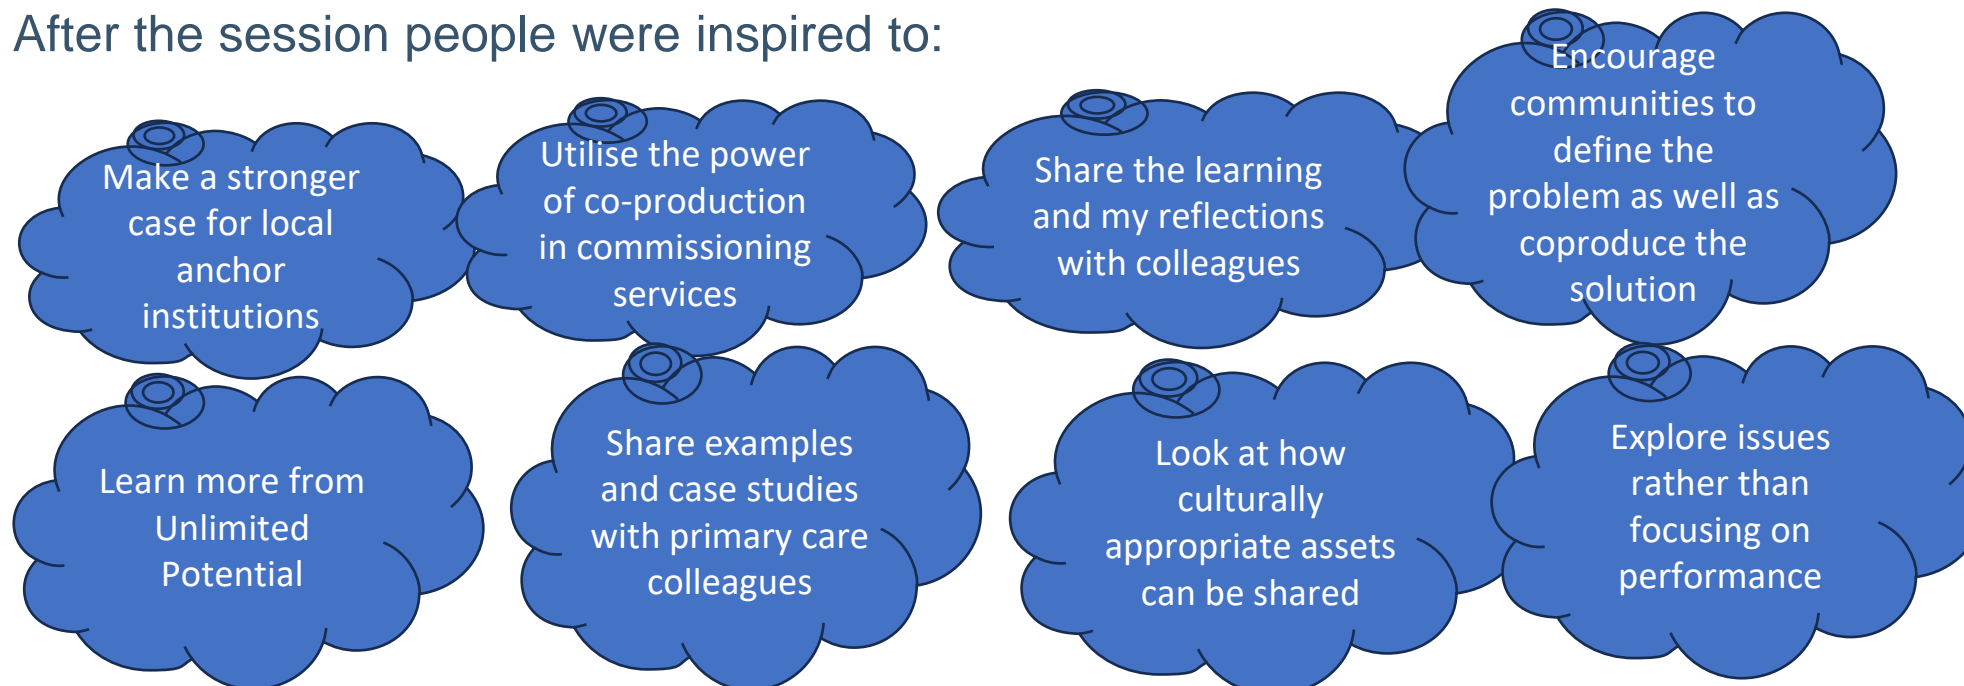 After the session people were inspired to:
Make a stronger
case for local
anchor
institutions
Utilise the power
of co-production
in commissioning
services
Share the learning
and my reflections
with colleagues
Encourage
communities to
define the
problem as well as
coproduce the
solution
Learn more from
Unlimited
Potential
Share examples
and case studies
with primary care
colleagues
Look at how
culturally
appropriate assets
can be shared
Explore issues
rather than
focusing on
performance